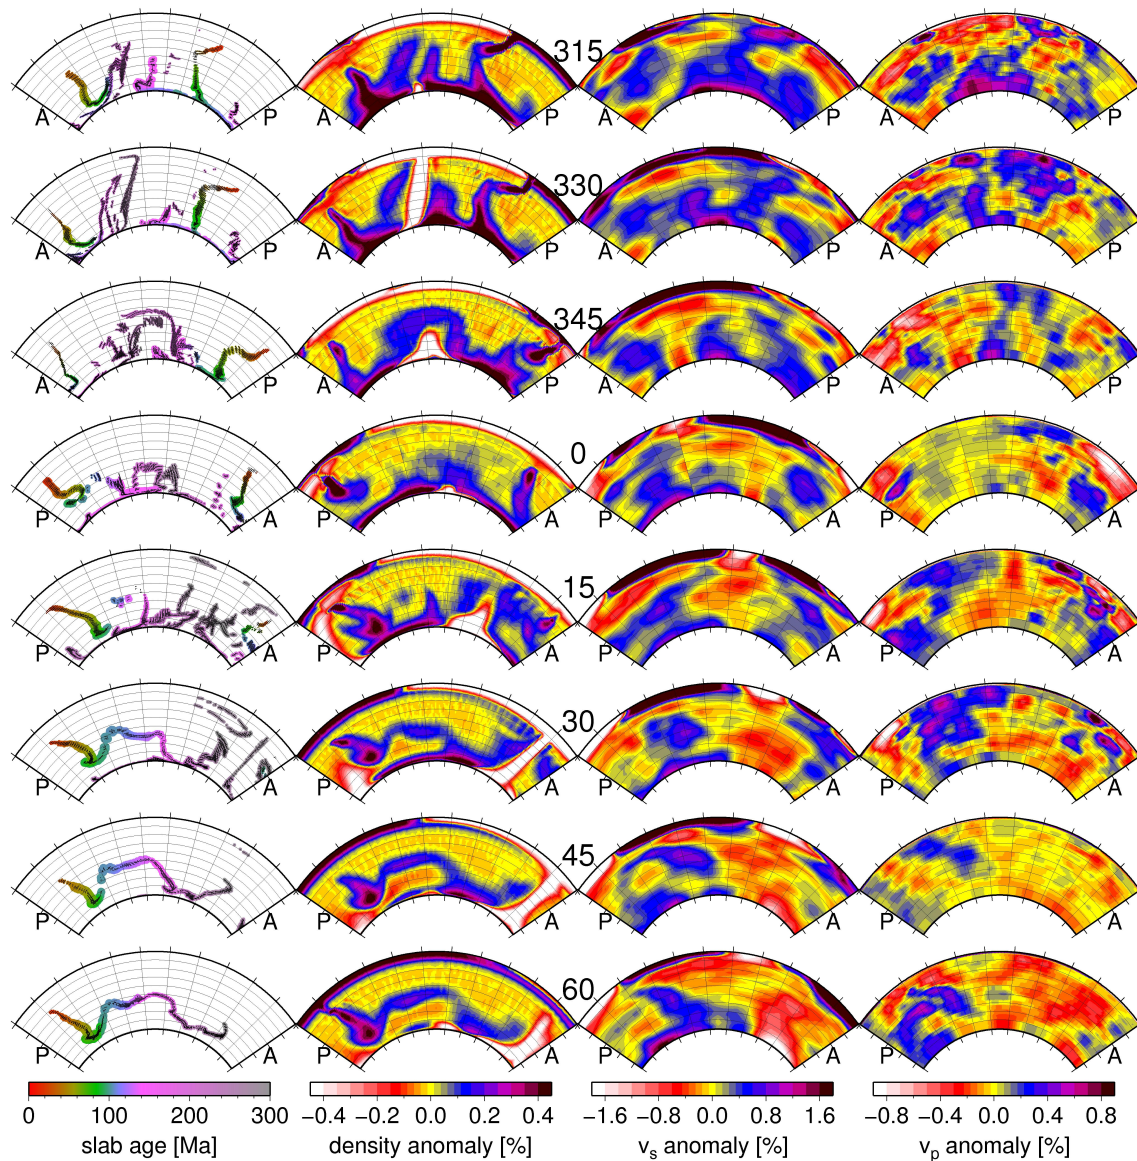 315
A P A P A P A P
330
A P A P A P A P
345
A P A P A P A P
0
P A P A P A P A
15
P A P A P A P A
30
P A P A P A P A
45
P A P A P A P A
60
P A P A P A P A
0 100 200 300 −0.4 −0.2 0.0 0.2 0.4 −1.6 −0.8 0.0 0.8 1.6 −0.8 −0.4 0.0 0.4 0.8
slab age [Ma] density anomaly [%] vs anomaly [%] vp anomaly [%]